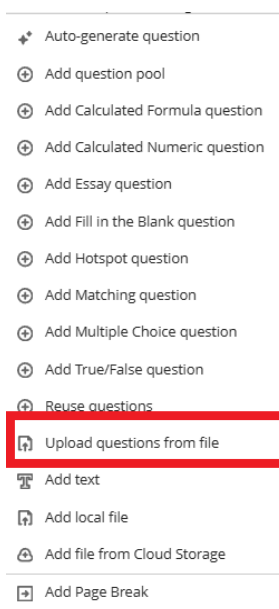 Auto-generate question
Add question pool
Add Calculated Formula question
Add Calculated Numeric question
Add Essay question
Add Fill in the Blank question
Add Hotspot question
Add Matching question
Add Multiple Choice question
Add True/False question
Reuse questions
Upload questions from file
Add text
Add local file
Add file from Cloud Storage
Add Page Break